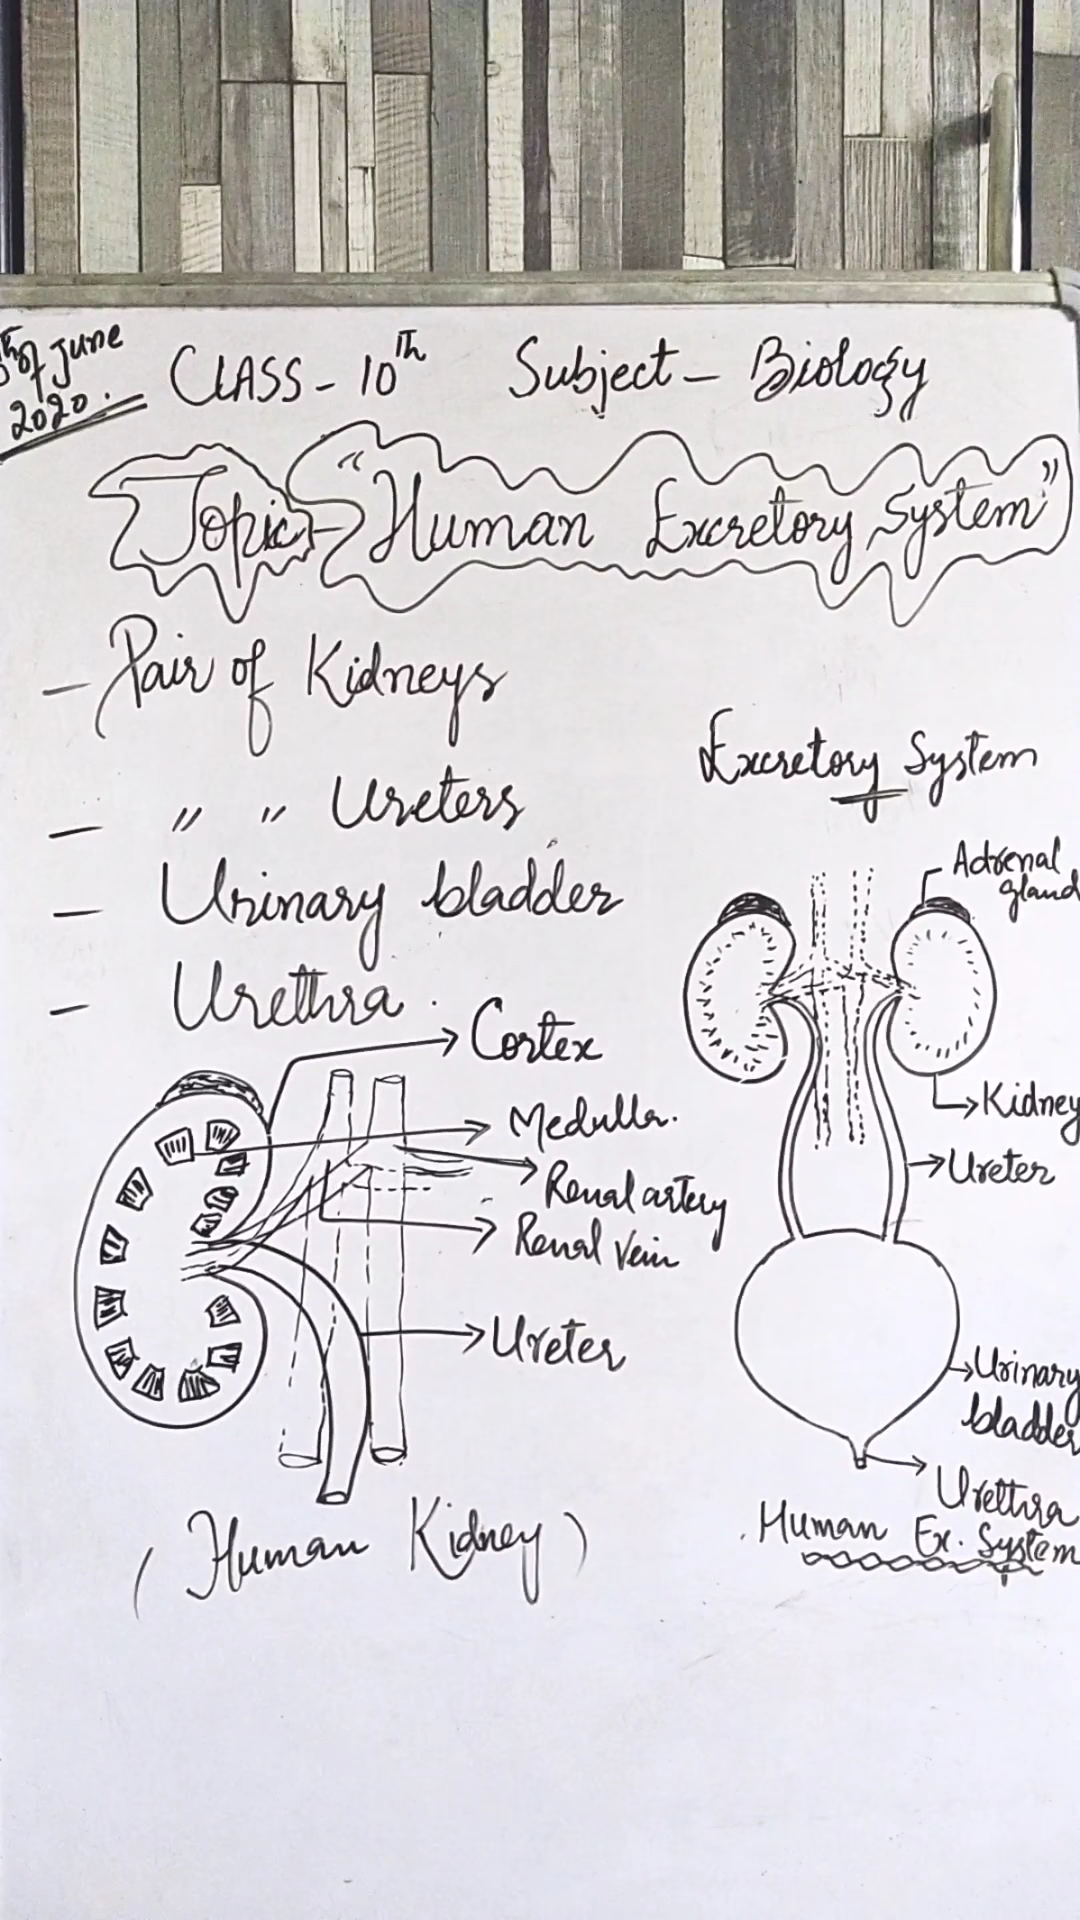 of June
2020.
CLASS - 10th Subject - Biology
Topic - "Human Excretory System"
- Pair of Kidneys
- " " Ureters
- Urinary bladder
- Urethra.
Cortex
Medulla.
Renal artery
Renal Vein
Ureter
(Human Kidney)
Excretory System
Adrenal
gland
Kidney
Ureter
Urinary
bladder
Urethra
Human Ex. System